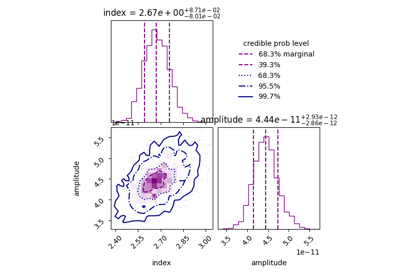 index = 2.67e+00+8.71e−02−8.01e−02
credible prob level
68.3% marginal
39.3%
68.3%
95.5%
99.7%
1e−11
amplitude = 4.44e−11+2.93e−12−2.86e−12
amplitude
5.5
5.0
4.5
4.0
3.5
2.40
2.55
2.70
2.85
3.00
index
3.5
4.0
4.5
5.0
5.5
1e−11
amplitude